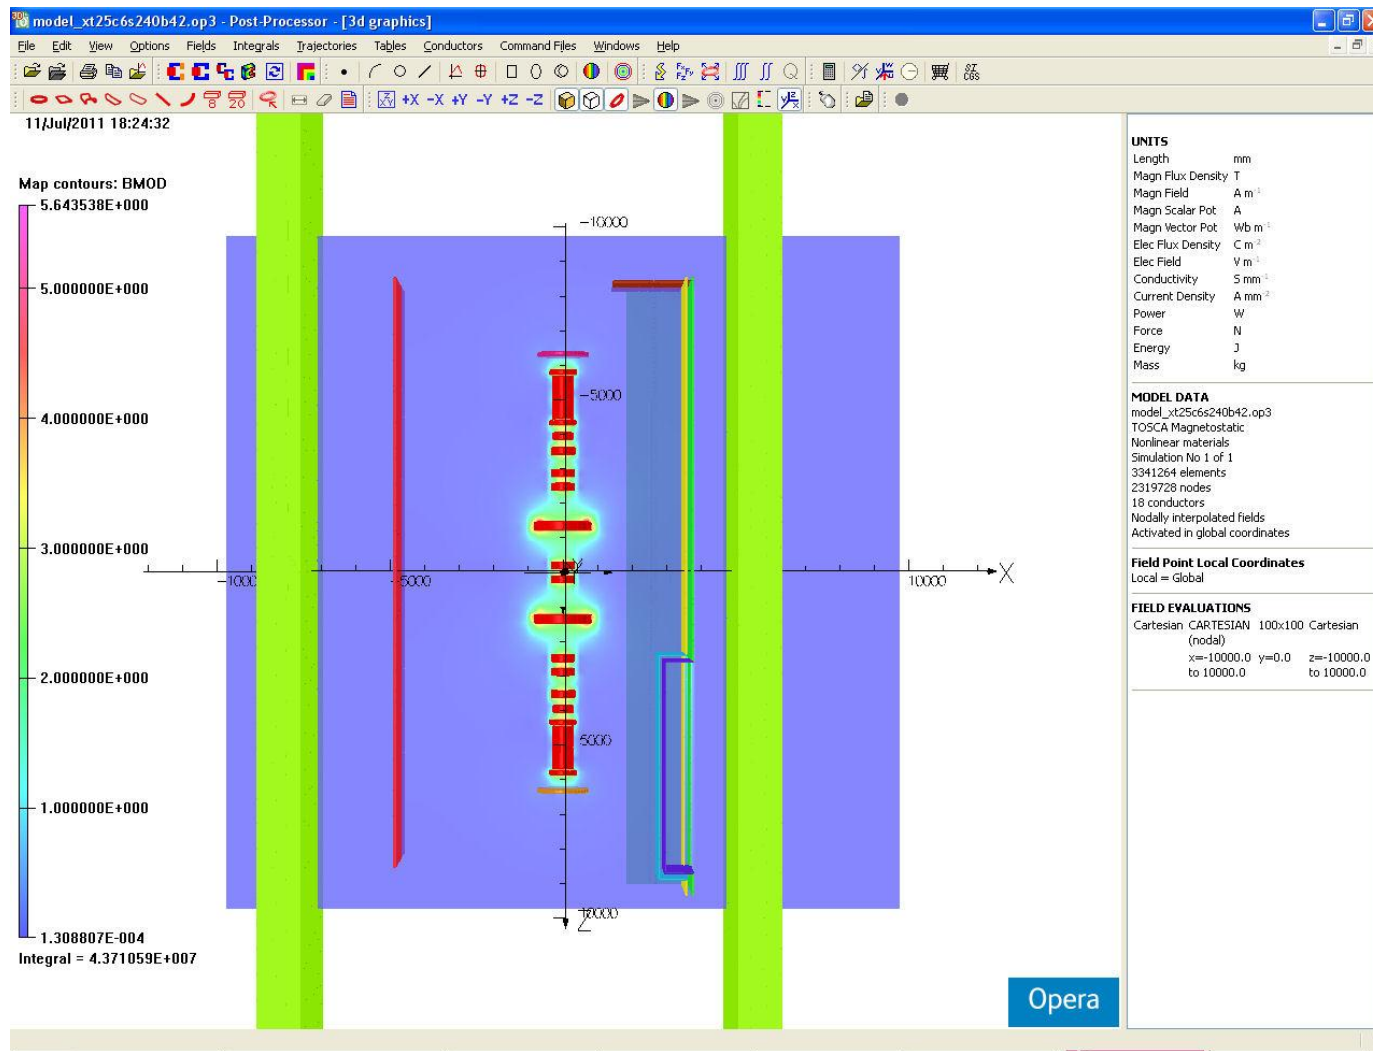 model_xt25c6s240b42.op3 - Post-Processor - [3d graphics]
File Edit View Options Fields Integrals Trajectories Tables Conductors Command Files Windows Help
+X -X +Y -Y +Z -Z
11/Jul/2011 18:24:32
Map contours: BMOD
5.643538E+000
5.000000E+000
4.000000E+000
3.000000E+000
2.000000E+000
1.000000E+000
1.308807E-004
Integral = 4.371059E+007
-10000
-5000
-1000
-5000
10000
X
5000
10000
Z
Opera
UNITS
Length mm
Magn Flux Density T
Magn Field A m⁻¹
Magn Scalar Pot A
Magn Vector Pot Wb m⁻¹
Elec Flux Density C m⁻²
Elec Field V m⁻¹
Conductivity S mm⁻¹
Current Density A mm⁻²
Power W
Force N
Energy J
Mass kg
MODEL DATA
model_xt25c6s240b42.op3
TOSCA Magnetostatic
Nonlinear materials
Simulation No 1 of 1
3341264 elements
2319728 nodes
18 conductors
Nodally interpolated fields
Activated in global coordinates
Field Point Local Coordinates
Local = Global
FIELD EVALUATIONS
Cartesian CARTESIAN 100x100 Cartesian
(nodal)
x=-10000.0 y=0.0 z=-10000.0
to 10000.0 to 10000.0